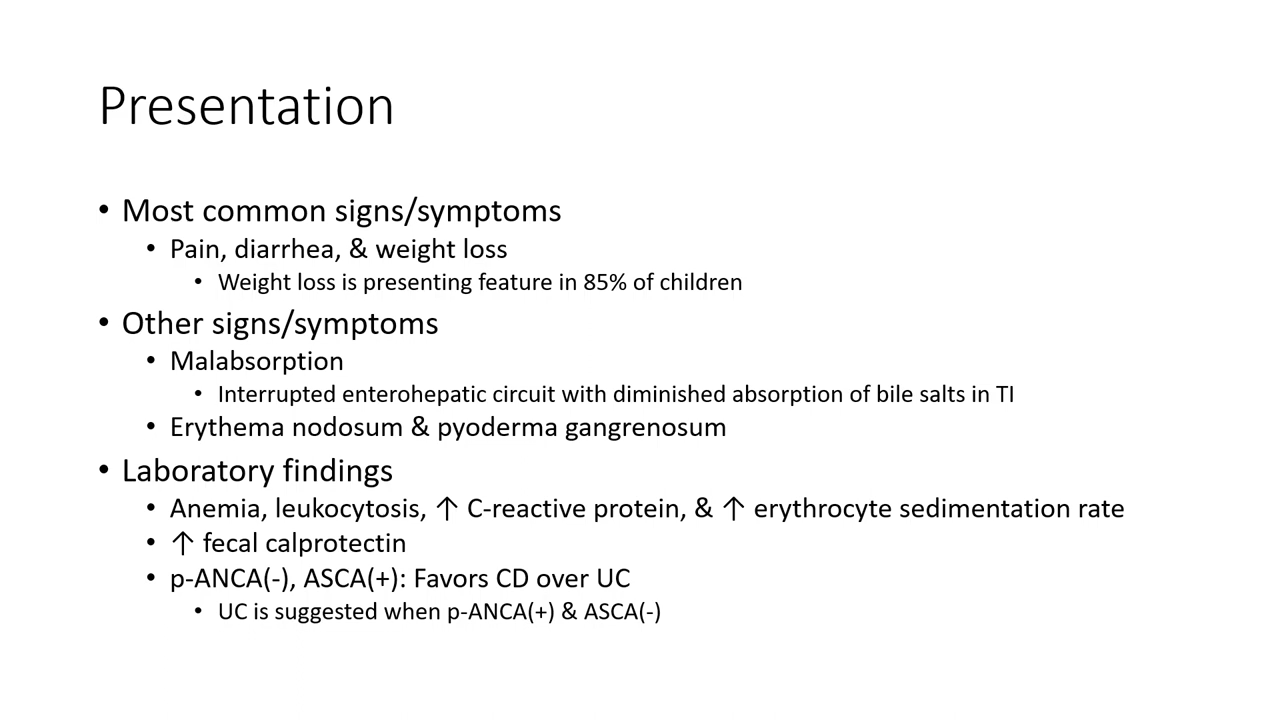 Presentation
• Most common signs/symptoms
• Pain, diarrhea, & weight loss
• Weight loss is presenting feature in 85% of children
• Other signs/symptoms
• Malabsorption
• Interrupted enterohepatic circuit with diminished absorption of bile salts in TI
• Erythema nodosum & pyoderma gangrenosum
• Laboratory findings
• Anemia, leukocytosis, ↑ C-reactive protein, & ↑ erythrocyte sedimentation rate
• ↑ fecal calprotectin
• p-ANCA(-), ASCA(+): Favors CD over UC
• UC is suggested when p-ANCA(+) & ASCA(-)